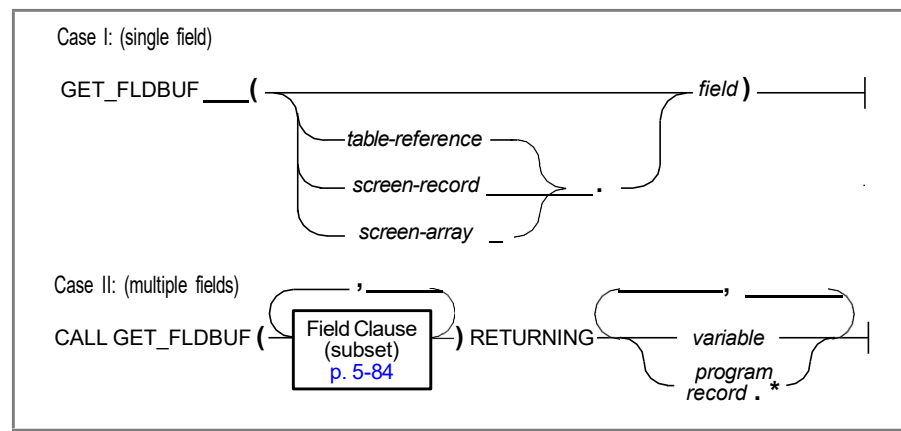 Case I: (single field)
GET_FLDBUF ( field )
table-reference
screen-record .
screen-array
Case II: (multiple fields)
,
,
CALL GET_FLDBUF ( Field Clause ) RETURNING variable
(subset)
p. 5-84
program
record . *